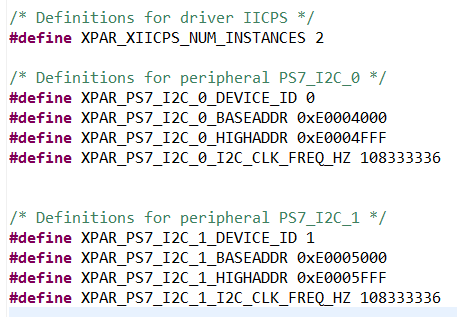 /* Definitions for driver IICPS */
#define XPAR_XIICPS_NUM_INSTANCES 2
/* Definitions for peripheral PS7_I2C_0 */
#define XPAR_PS7_I2C_0_DEVICE_ID 0
#define XPAR_PS7_I2C_0_BASEADDR 0xE0004000
#define XPAR_PS7_I2C_0_HIGHADDR 0xE0004FFF
#define XPAR_PS7_I2C_0_I2C_CLK_FREQ_HZ 108333336
/* Definitions for peripheral PS7_I2C_1 */
#define XPAR_PS7_I2C_1_DEVICE_ID 1
#define XPAR_PS7_I2C_1_BASEADDR 0xE0005000
#define XPAR_PS7_I2C_1_HIGHADDR 0xE0005FFF
#define XPAR_PS7_I2C_1_I2C_CLK_FREQ_HZ 108333336